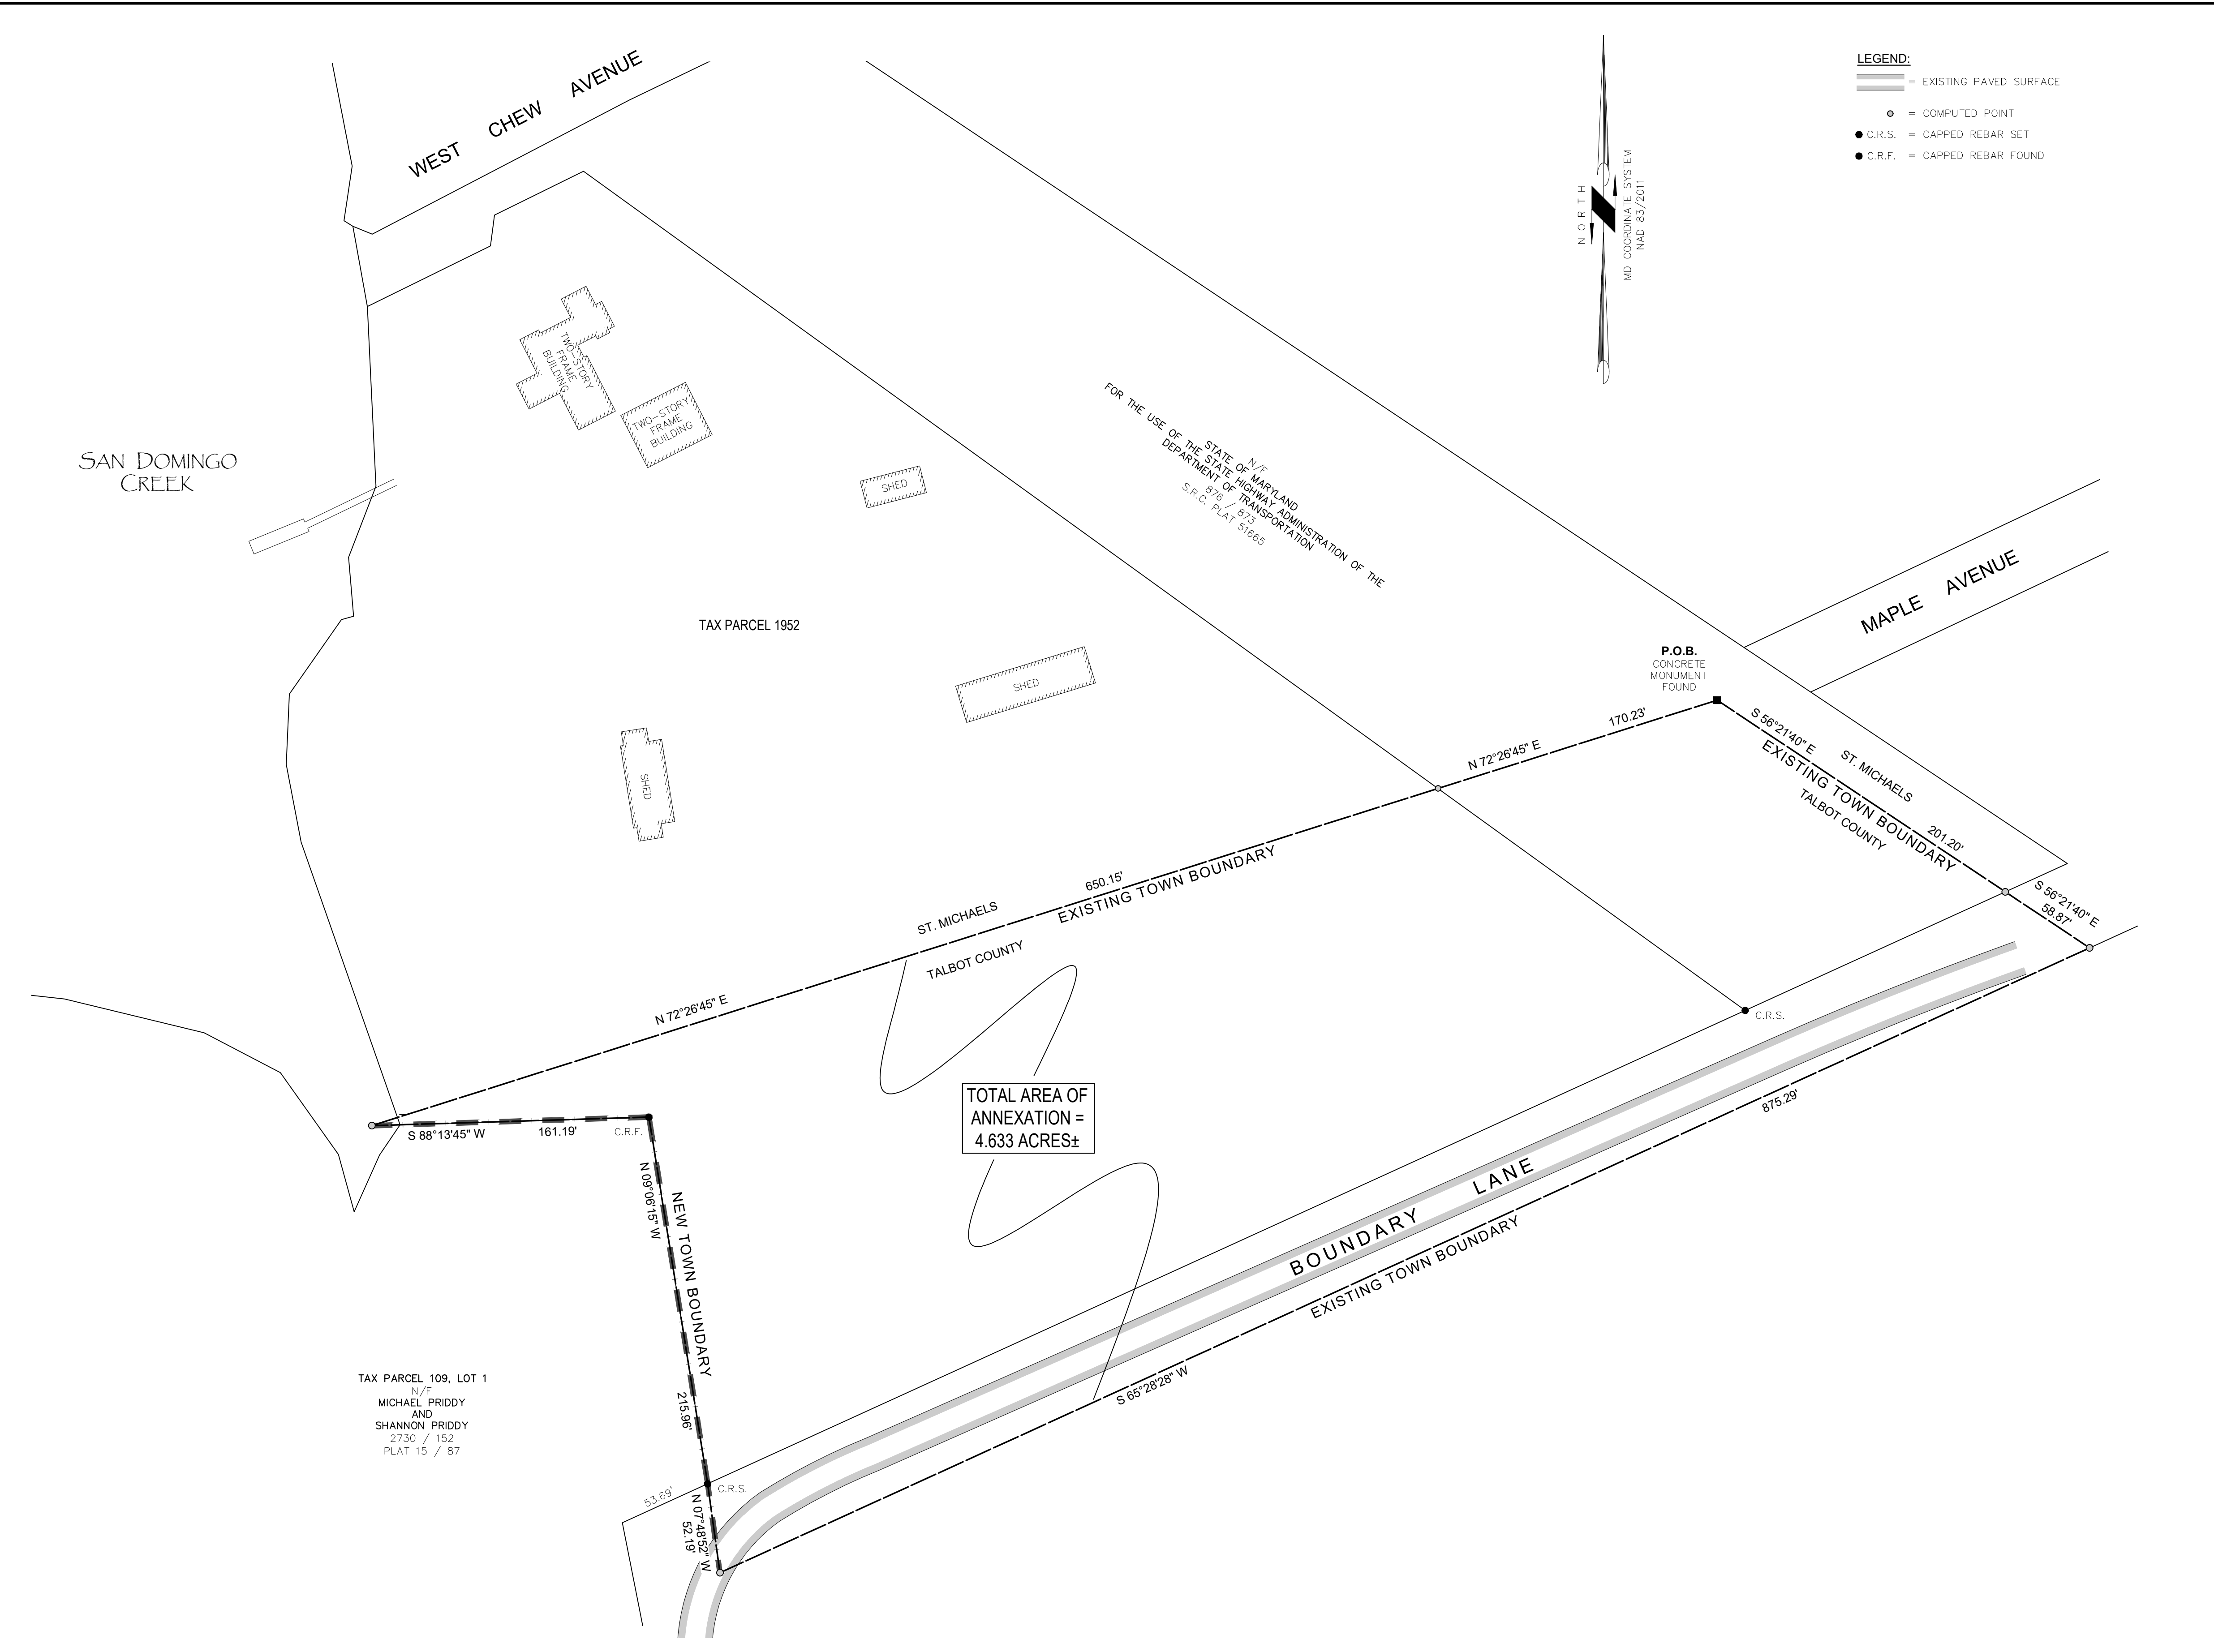 WEST CHEW AVENUE
LEGEND:
= EXISTING PAVED SURFACE
= COMPUTED POINT
C.R.S. = CAPPED REBAR SET
C.R.F. = CAPPED REBAR FOUND
NORTH
MD COORDINATE SYSTEM
NAD 83/2011
TWO-STORY
FRAME
BUILDING
TWO-STORY
FRAME
BUILDING
SAN DOMINGO
CREEK
SHED
N/F
STATE OF MARYLAND
FOR THE USE OF THE STATE HIGHWAY ADMINISTRATION OF THE
DEPARTMENT OF TRANSPORTATION
876 / 873
S.R.C. PLAT 51665
MAPLE AVENUE
TAX PARCEL 1952
SHED
SHED
P.O.B.
CONCRETE
MONUMENT
FOUND
170.23'
N 72°26'45" E
S 56°21'40" E
ST. MICHAELS
EXISTING TOWN BOUNDARY
TALBOT COUNTY
201.20'
S 56°21'40" E
58.87'
650.15'
EXISTING TOWN BOUNDARY
ST. MICHAELS
TALBOT COUNTY
N 72°26'45" E
C.R.S.
TOTAL AREA OF
ANNEXATION =
4.633 ACRES±
875.29'
S 88°13'45" W
161.19'
C.R.F.
N 09°06'15" W
NEW TOWN BOUNDARY
215.96'
BOUNDARY LANE
EXISTING TOWN BOUNDARY
S 65°28'28" W
TAX PARCEL 109, LOT 1
N/F
MICHAEL PRIDDY
AND
SHANNON PRIDDY
2730 / 152
PLAT 15 / 87
53.69'
C.R.S.
N 07°48'52" W
52.19'